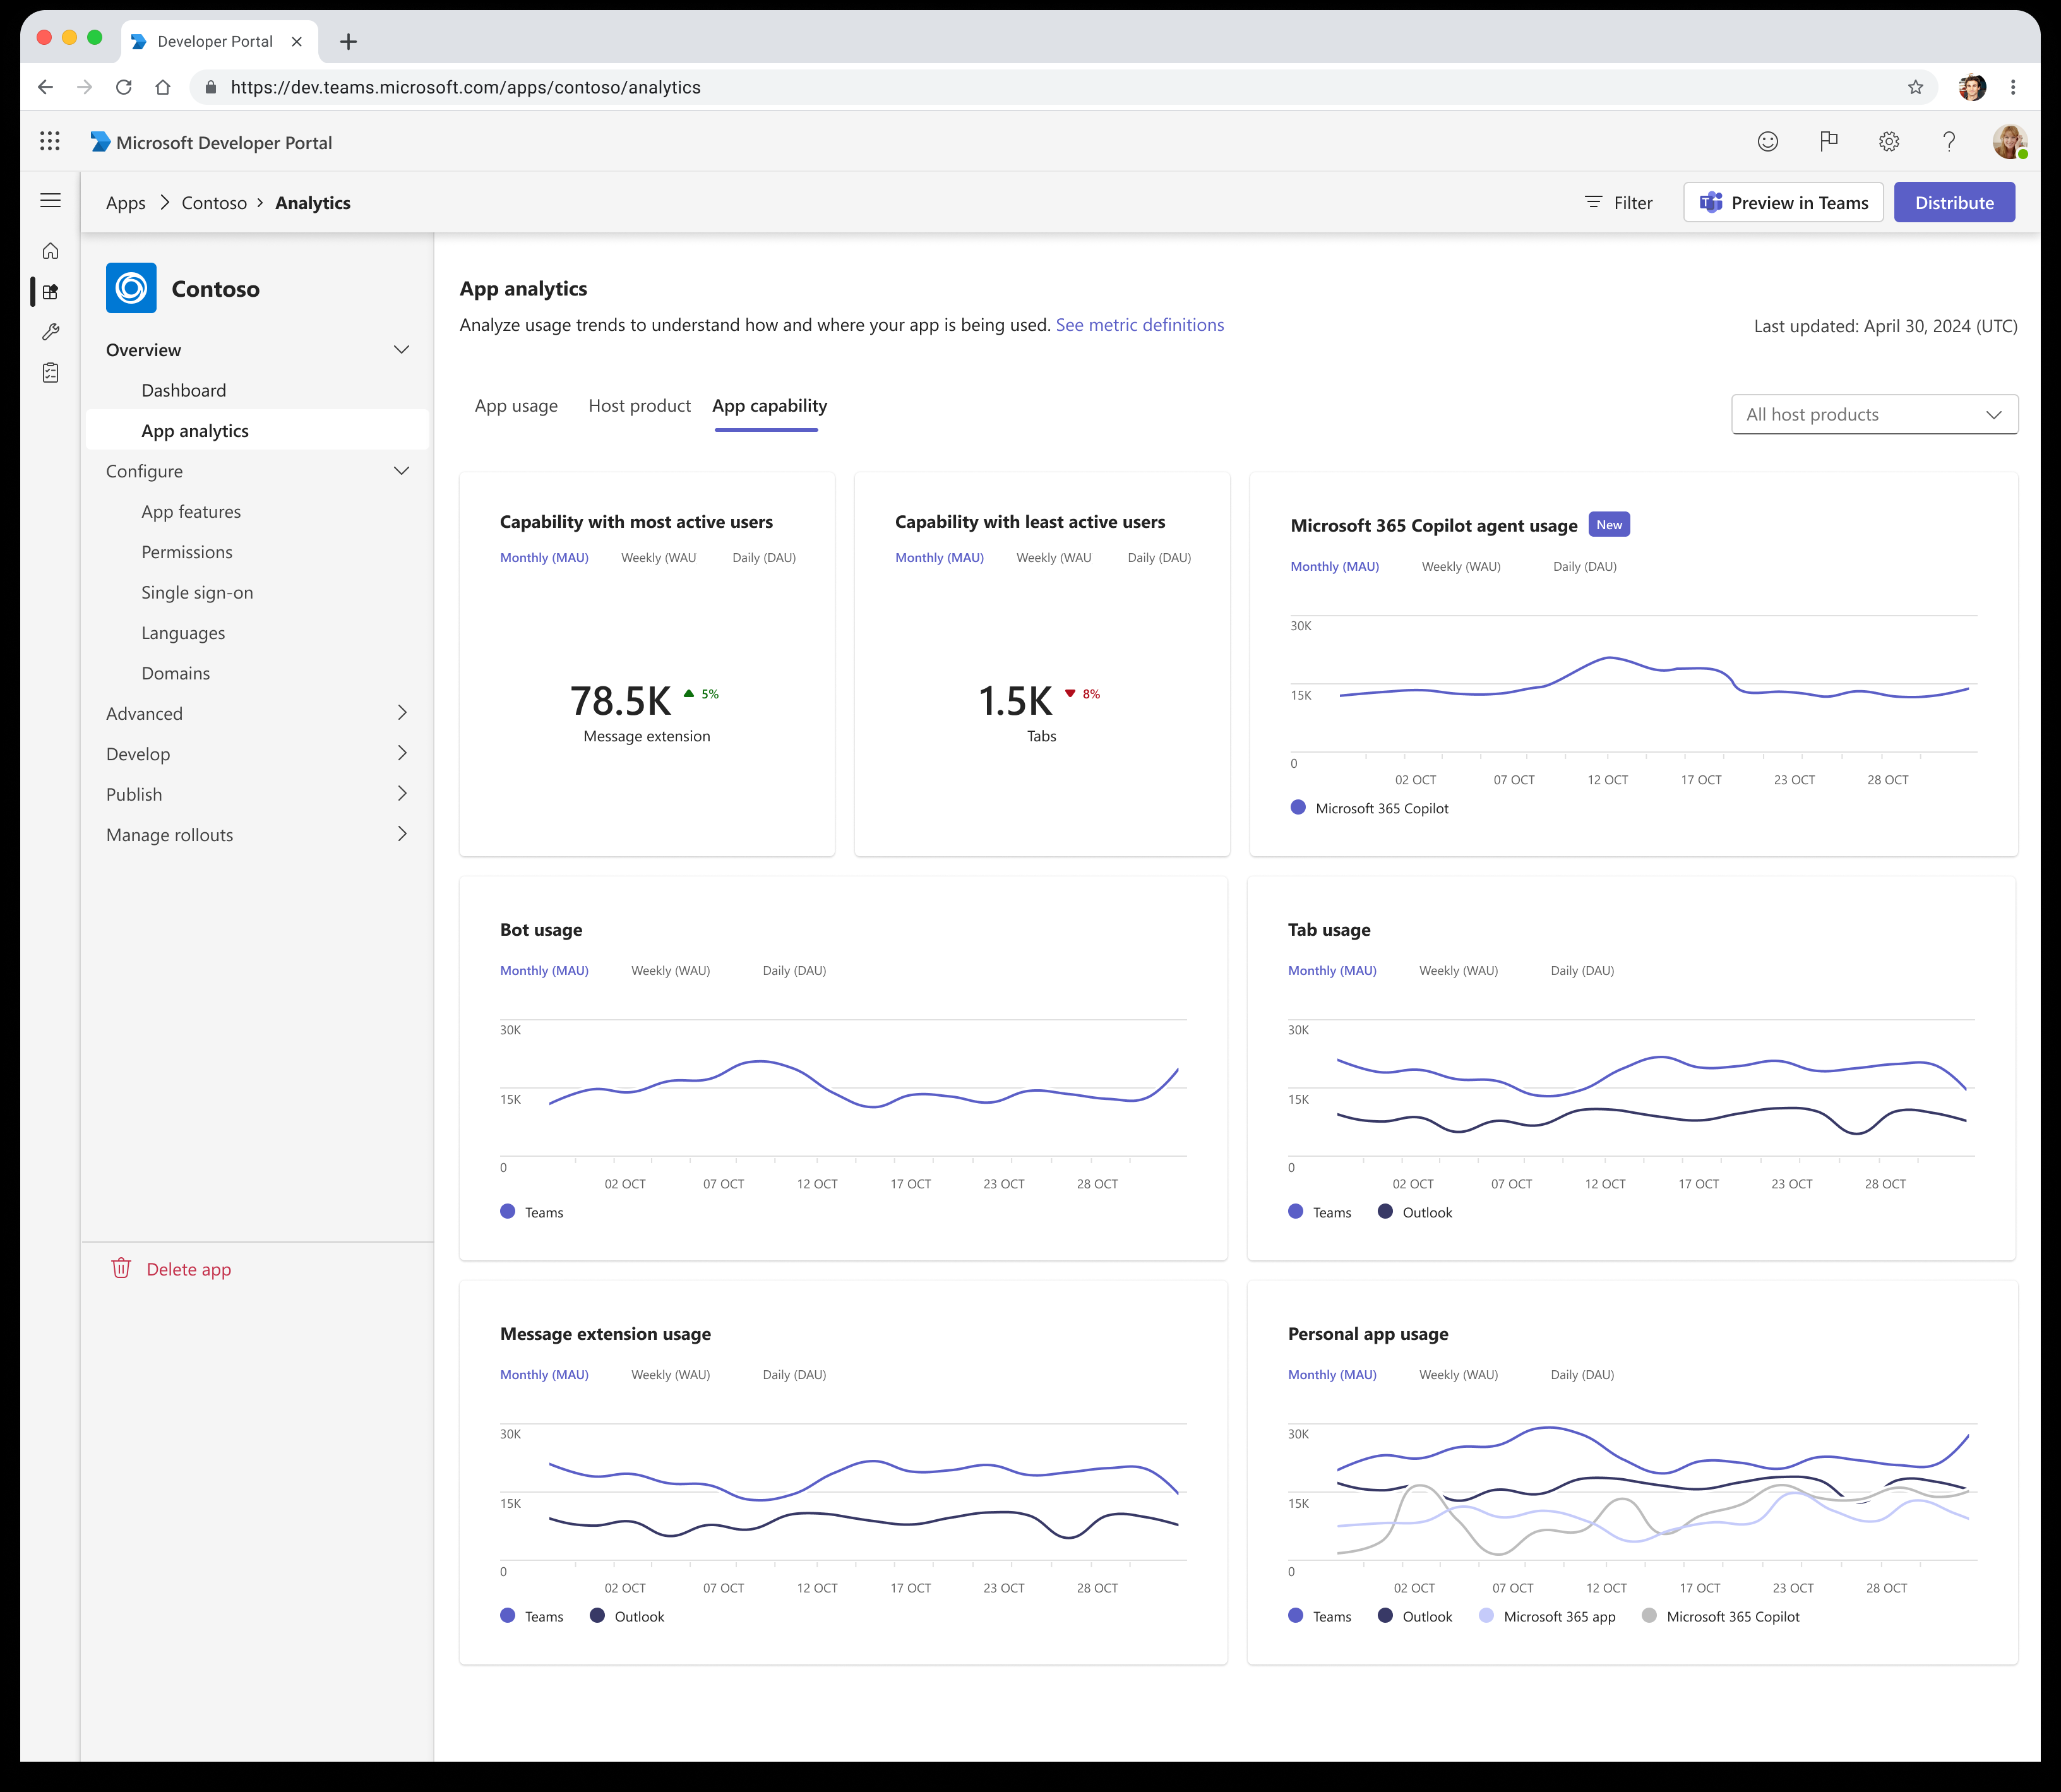 Developer Portal
https://dev.teams.microsoft.com/apps/contoso/analytics
Microsoft Developer Portal
Apps > Contoso > Analytics
Filter
Preview in Teams
Distribute
Contoso
Overview
Dashboard
App analytics
Configure
App features
Permissions
Single sign-on
Languages
Domains
Advanced
Develop
Publish
Manage rollouts
Delete app
App analytics
Analyze usage trends to understand how and where your app is being used. See metric definitions
Last updated: April 30, 2024 (UTC)
App usage Host product App capability
All host products
Capability with most active users
Monthly (MAU) Weekly (WAU Daily (DAU)
78.5K 5%
Message extension
Capability with least active users
Monthly (MAU) Weekly (WAU Daily (DAU)
1.5K 8%
Tabs
Microsoft 365 Copilot agent usage New
Monthly (MAU) Weekly (WAU) Daily (DAU)
30K
15K
0
02 OCT 07 OCT 12 OCT 17 OCT 23 OCT 28 OCT
Microsoft 365 Copilot
Bot usage
Monthly (MAU) Weekly (WAU) Daily (DAU)
30K
15K
0
02 OCT 07 OCT 12 OCT 17 OCT 23 OCT 28 OCT
Teams
Tab usage
Monthly (MAU) Weekly (WAU) Daily (DAU)
30K
15K
0
02 OCT 07 OCT 12 OCT 17 OCT 23 OCT 28 OCT
Teams Outlook
Message extension usage
Monthly (MAU) Weekly (WAU) Daily (DAU)
30K
15K
0
02 OCT 07 OCT 12 OCT 17 OCT 23 OCT 28 OCT
Teams Outlook
Personal app usage
Monthly (MAU) Weekly (WAU) Daily (DAU)
30K
15K
0
02 OCT 07 OCT 12 OCT 17 OCT 23 OCT 28 OCT
Teams Outlook Microsoft 365 app Microsoft 365 Copilot